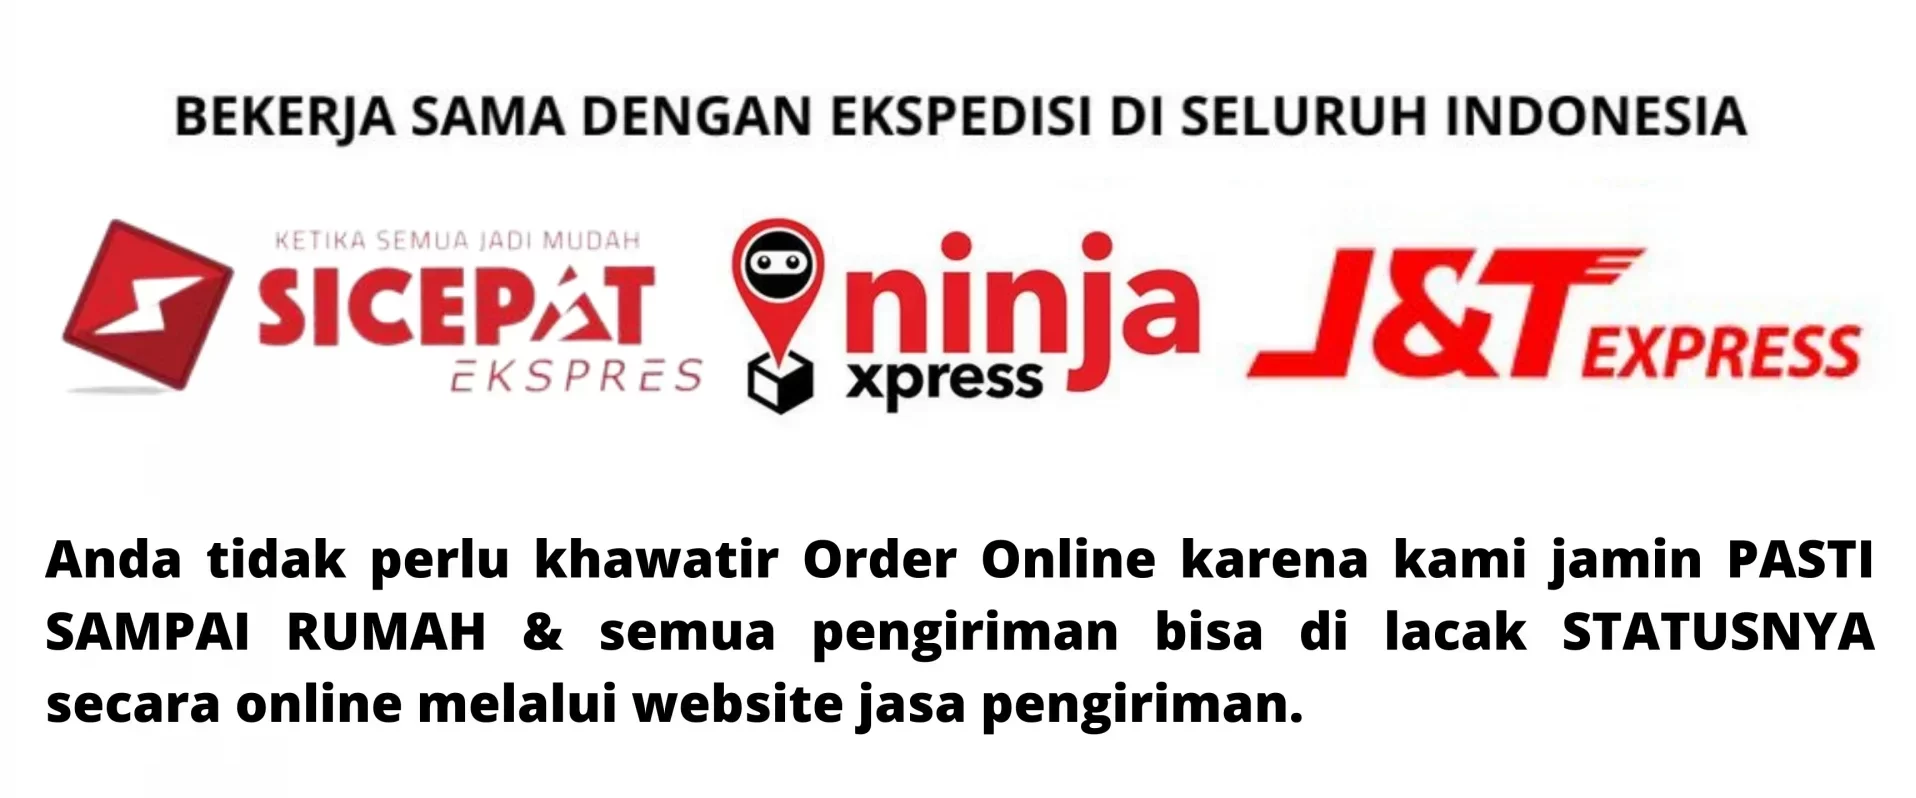 BEKERJA SAMA DENGAN EKSPEDISI DI SELURUH INDONESIA
KETIKA SEMUA JADI MUDAH
SICEPAT
EKSPRES
ninja
xpress
J&T EXPRESS
Anda tidak perlu khawatir Order Online karena kami jamin PASTI
SAMPAI RUMAH & semua pengiriman bisa di lacak STATUSNYA
secara online melalui website jasa pengiriman.